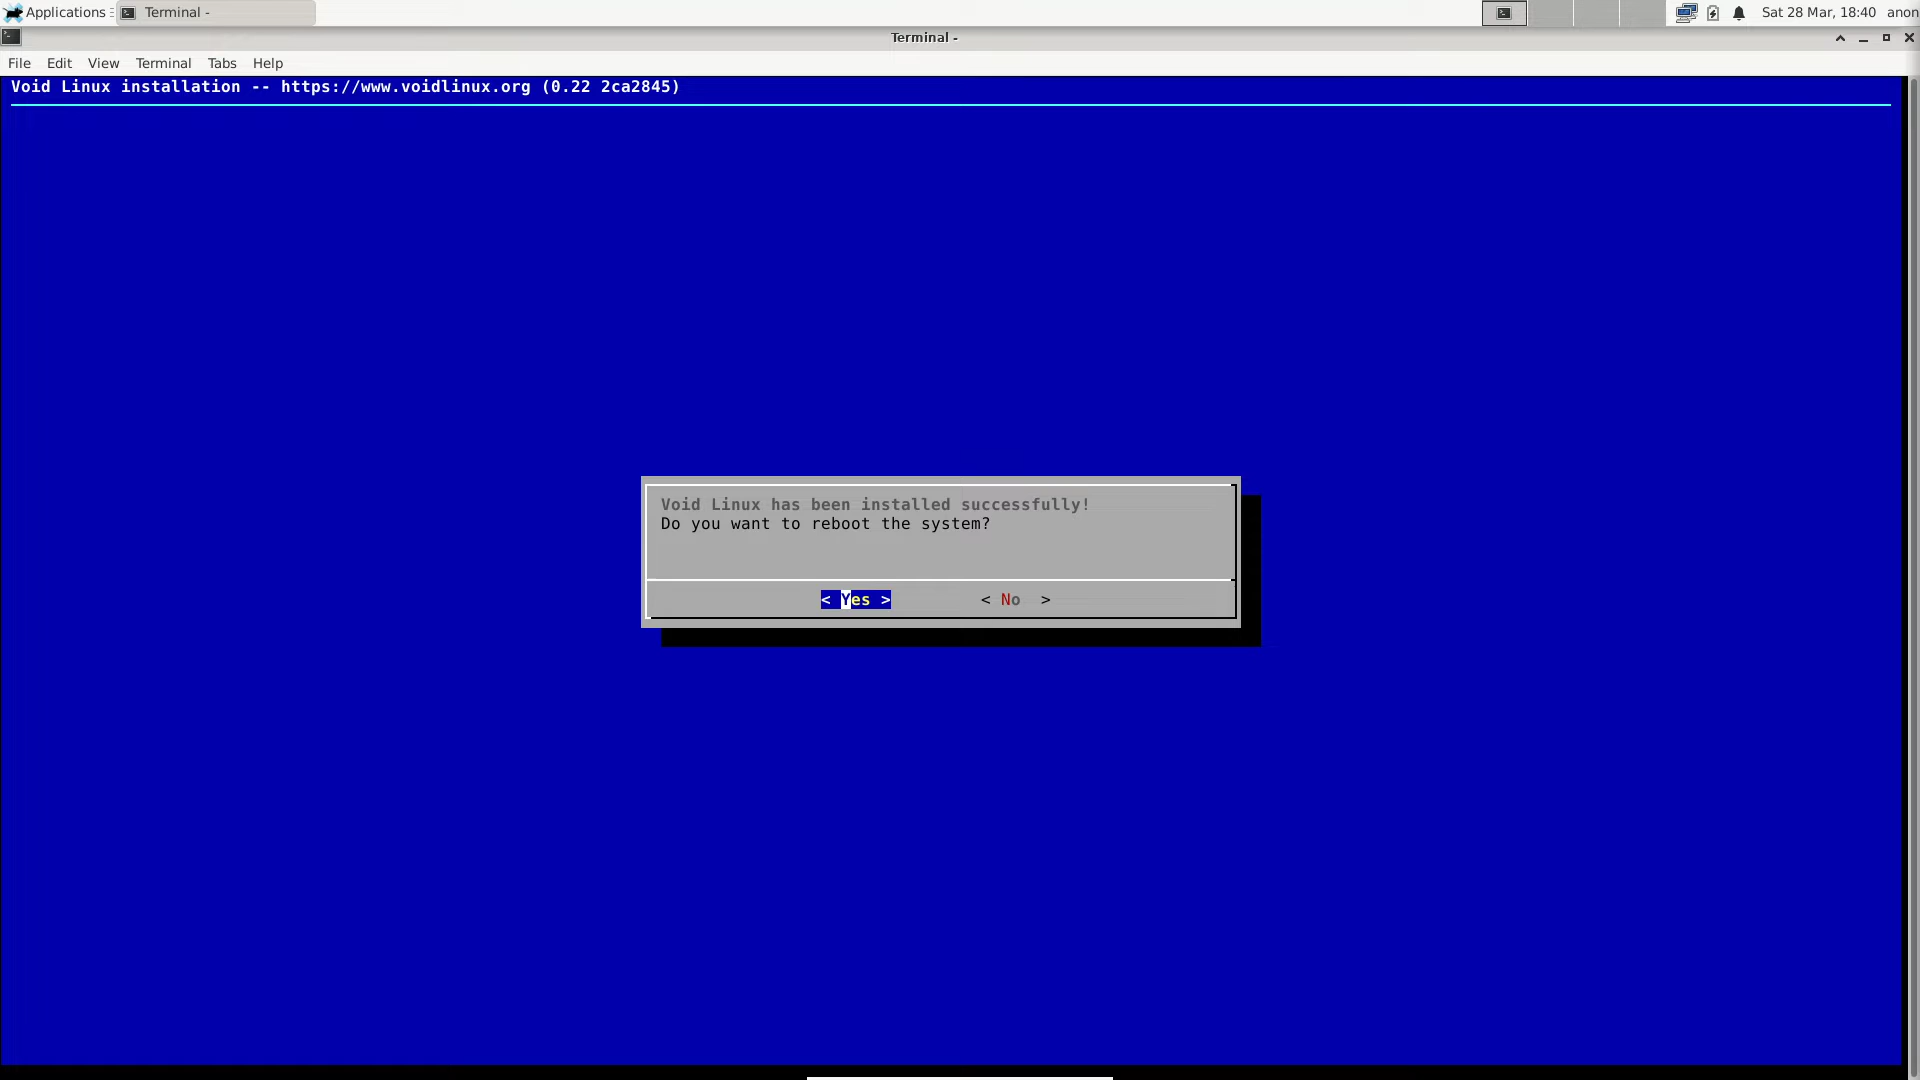 Applications
Terminal -
Sat 28 Mar, 18:40
anon
Terminal -
File Edit View Terminal Tabs Help
Void Linux installation -- https://www.voidlinux.org (0.22 2ca2845)
Void Linux has been installed successfully!
Do you want to reboot the system?
< Yes > < No >